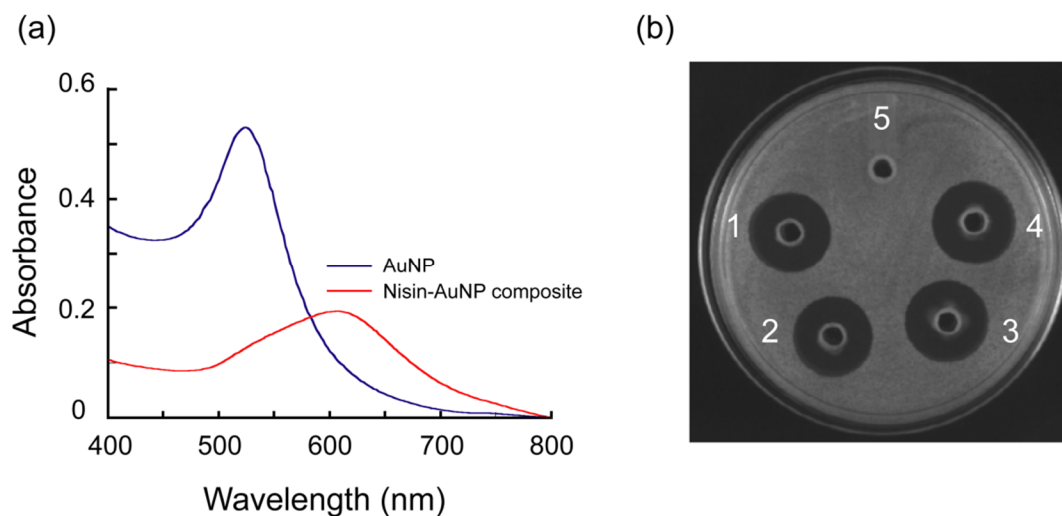 (a)
0.6
0.4
0.2
0
Absorbance
AuNP
Nisin-AuNP composite
400 500 600 700 800
Wavelength (nm)
(b)
5
1
4
2
3